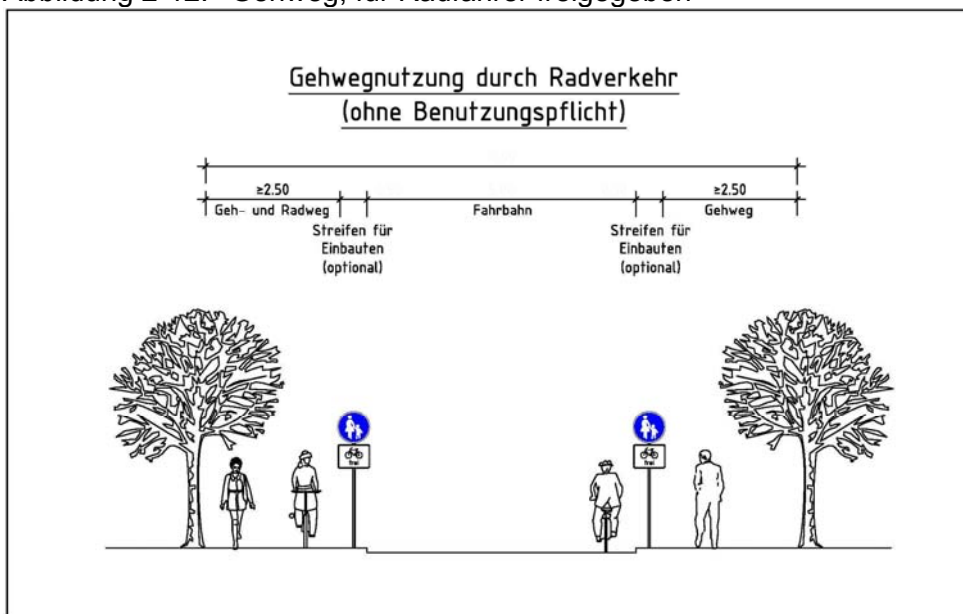 Abbildung 2-12: Gehweg, für Radfahrer freigegeben
Gehwegnutzung durch Radverkehr
(ohne Benutzungspflicht)
≥2.50
≥2.50
Geh- und Radweg
Fahrbahn
Gehweg
Streifen für
Einbauten
(optional)
Streifen für
Einbauten
(optional)
frei
frei